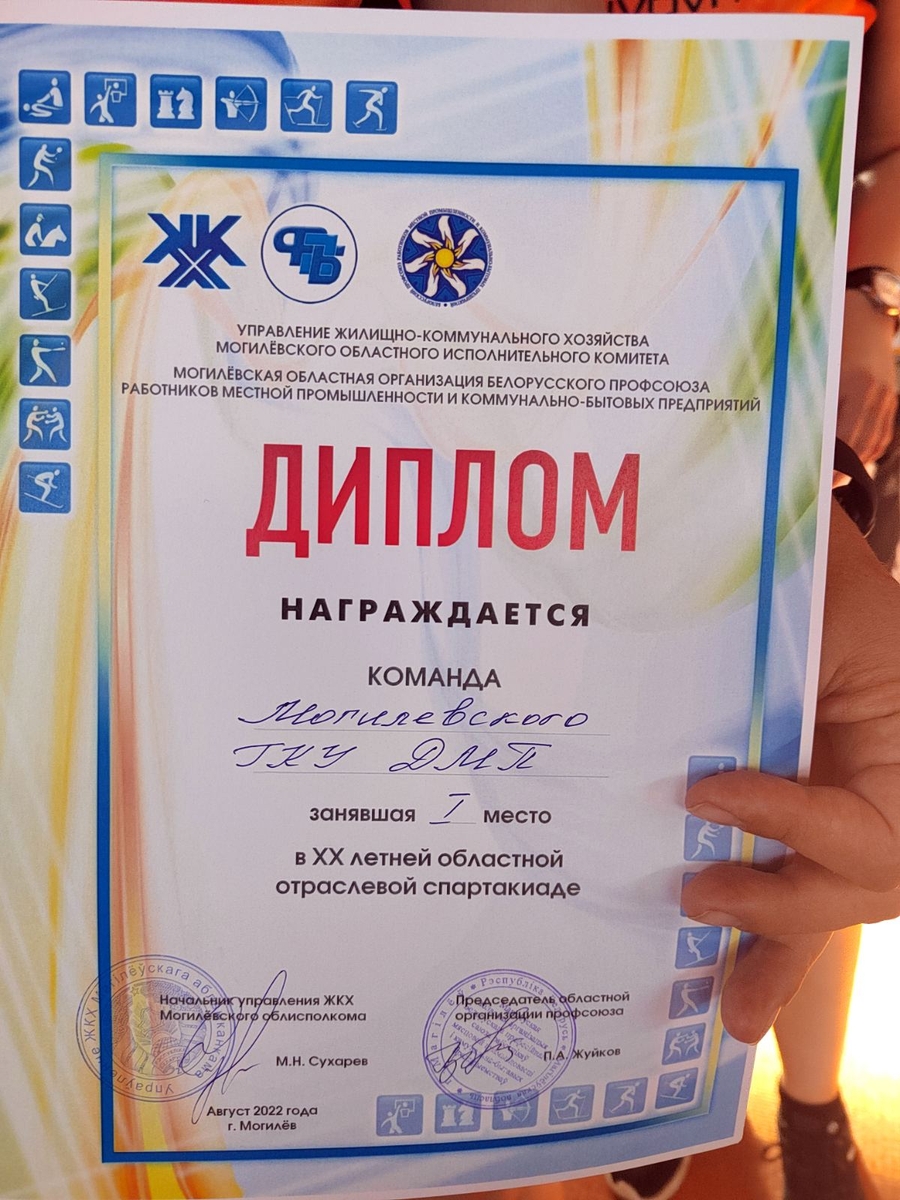 ЖКХ
ФПБ
УПРАВЛЕНИЕ ЖИЛИЩНО-КОММУНАЛЬНОГО ХОЗЯЙСТВА
МОГИЛЁВСКОГО ОБЛАСТНОГО ИСПОЛНИТЕЛЬНОГО КОМИТЕТА
МОГИЛЁВСКАЯ ОБЛАСТНАЯ ОРГАНИЗАЦИЯ БЕЛОРУССКОГО ПРОФСОЮЗА
РАБОТНИКОВ МЕСТНОЙ ПРОМЫШЛЕННОСТИ И КОММУНАЛЬНО-БЫТОВЫХ ПРЕДПРИЯТИЙ
ДИПЛОМ
НАГРАЖДАЕТСЯ
КОМАНДА
Могилевского
ГКУ ДМП
занявшая I место
в XX летней областной
отраслевой спартакиаде
Начальник управления ЖКХ
Могилёвского облисполкома
М.Н. Сухарев
Председатель областной
организации профсоюза
П.А. Жуйков
Август 2022 года
г. Могилёв